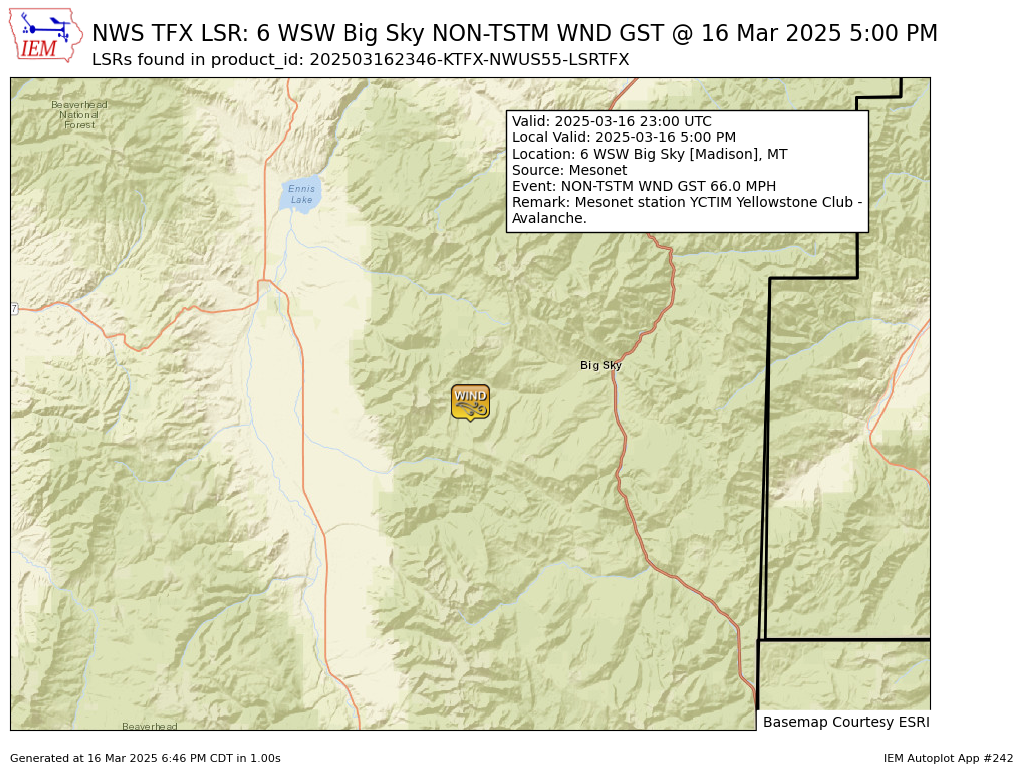 IEM
NWS TFX LSR: 6 WSW Big Sky NON-TSTM WND GST @ 16 Mar 2025 5:00 PM
LSRs found in product_id: 202503162346-KTFX-NWUS55-LSRTFX
Beaverhead
National
Forest
Valid: 2025-03-16 23:00 UTC
Local Valid: 2025-03-16 5:00 PM
Location: 6 WSW Big Sky [Madison], MT
Source: Mesonet
Event: NON-TSTM WND GST 66.0 MPH
Remark: Mesonet station YCTIM Yellowstone Club -
Avalanche.
Ennis
Lake
7
Big Sky
WIND
Beaverhead
Basemap Courtesy ESRI
Generated at 16 Mar 2025 6:46 PM CDT in 1.00s
IEM Autoplot App #242